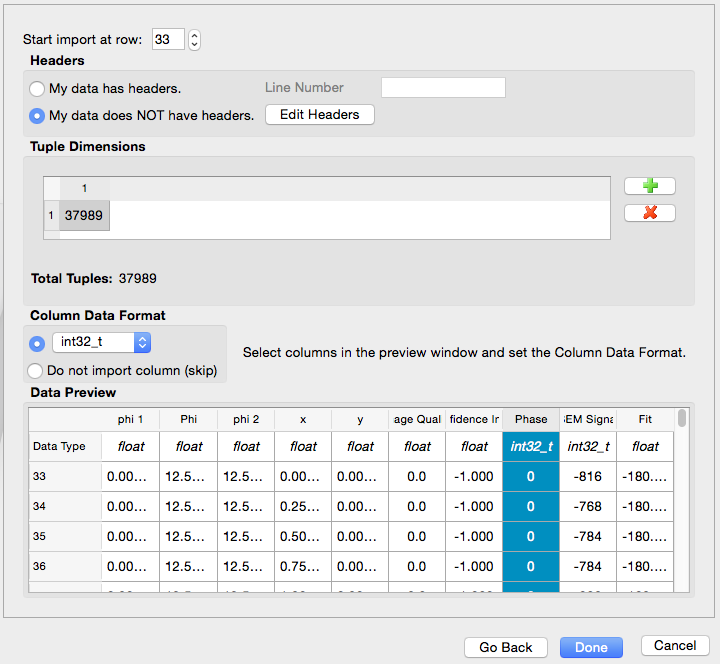 Start import at row: 33
Headers
My data has headers. Line Number
My data does NOT have headers. Edit Headers
Tuple Dimensions
1
1 37989
Total Tuples: 37989
Column Data Format
int32_t
Select columns in the preview window and set the Column Data Format.
Do not import column (skip)
Data Preview
phi 1 Phi phi 2 x y age Qual fidence In Phase SEM Signa Fit
Data Type float float float float float float float int32_t int32_t float
33 0.00... 12.5... 12.5... 0.00... 0.00... 0.0 -1.000 0 -816 -180....
34 0.00... 12.5... 12.5... 0.25... 0.00... 0.0 -1.000 0 -768 -180....
35 0.00... 12.5... 12.5... 0.50... 0.00... 0.0 -1.000 0 -784 -180....
36 0.00... 12.5... 12.5... 0.75... 0.00... 0.0 -1.000 0 -784 -180....
Go Back Done Cancel